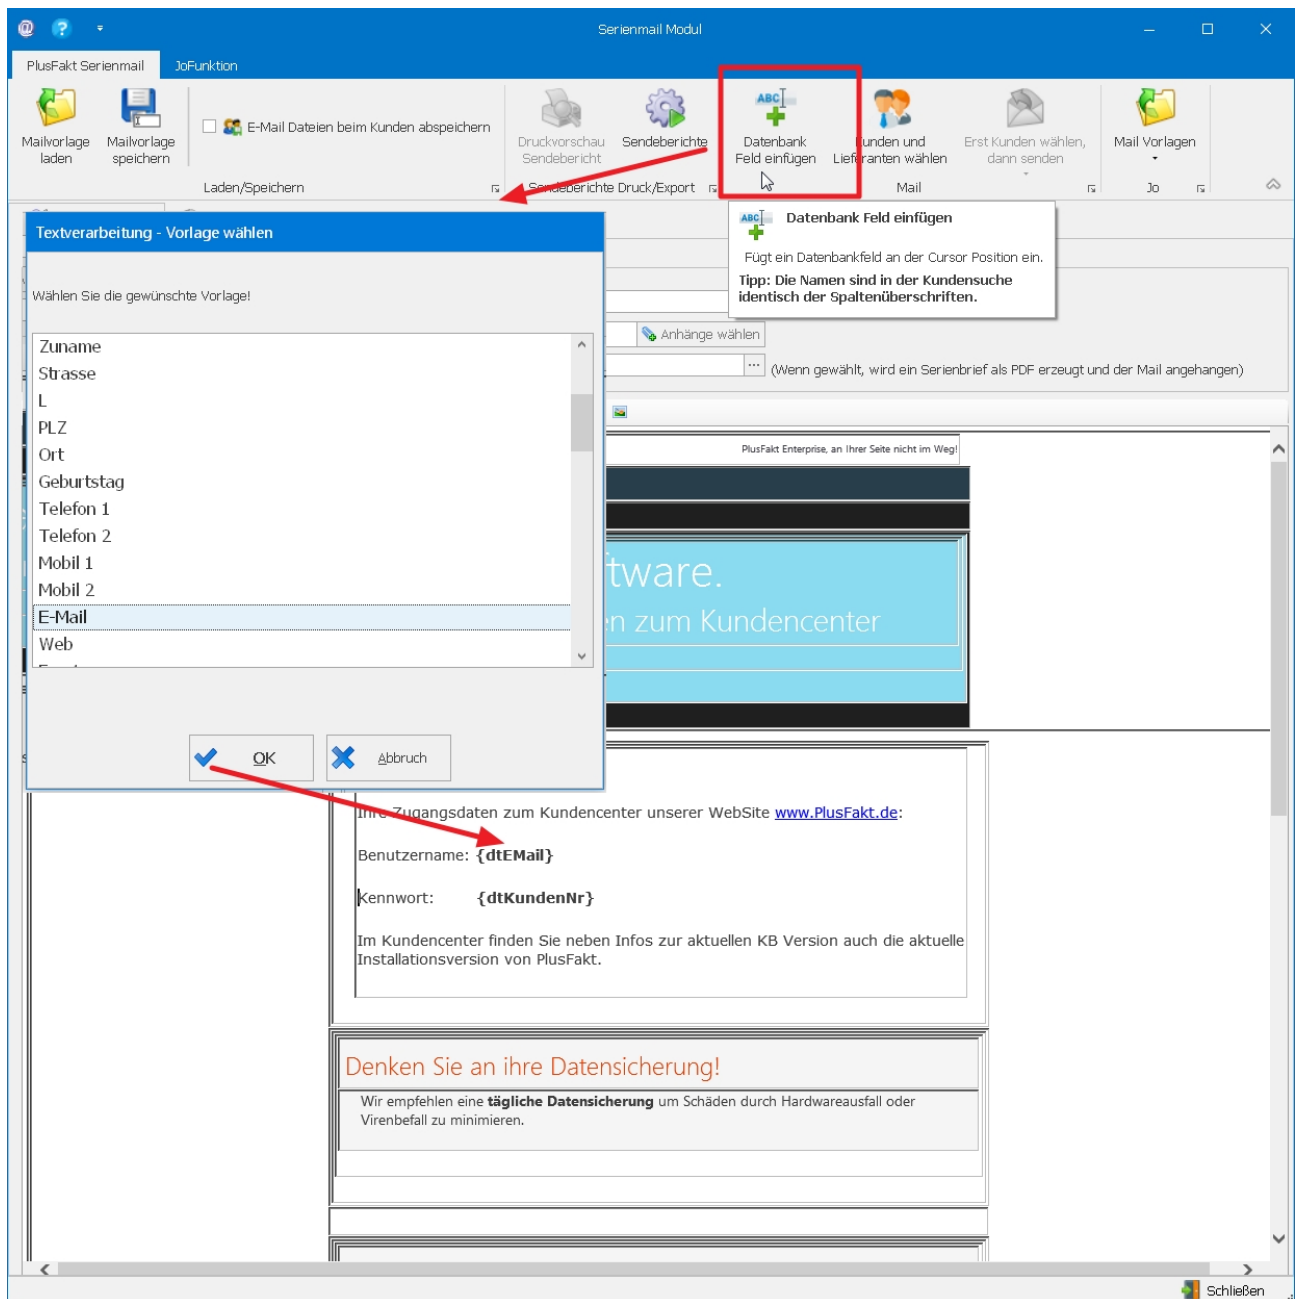 Serienmail Modul
PlusFakt Serienmail
JoFunktion
Mailvorlage
laden
Mailvorlage
speichern
E-Mail Dateien beim Kunden abspeichern
Druckvorschau
Sendebericht
Sendeberichte
Datenbank
Feld einfügen
Kunden und
Lieferanten wählen
Erst Kunden wählen,
dann senden
Mail Vorlagen
Laden/Speichern
Sendeberichte Druck/Export
Mail
Jo
Datenbank Feld einfügen
Fügt ein Datenbankfeld an der Cursor Position ein.
Tipp: Die Namen sind in der Kundensuche
identisch der Spaltenüberschriften.
Textverarbeitung - Vorlage wählen
Wählen Sie die gewünschte Vorlage!
Zuname
Strasse
L
PLZ
Ort
Geburtstag
Telefon 1
Telefon 2
Mobil 1
Mobil 2
E-Mail
Web
OK
Abbruch
Anhänge wählen
(Wenn gewählt, wird ein Serienbrief als PDF erzeugt und der Mail angehangen)
PlusFakt Enterprise, an Ihrer Seite nicht im Weg!
tware.
en zum Kundencenter
Ihre Zugangsdaten zum Kundencenter unserer WebSite www.PlusFakt.de:
Benutzername: {dtEMail}
Kennwort: {dtKundenNr}
Im Kundencenter finden Sie neben Infos zur aktuellen KB Version auch die aktuelle
Installationsversion von PlusFakt.
Denken Sie an ihre Datensicherung!
Wir empfehlen eine tägliche Datensicherung um Schäden durch Hardwareausfall oder
Virenbefall zu minimieren.
Schließen